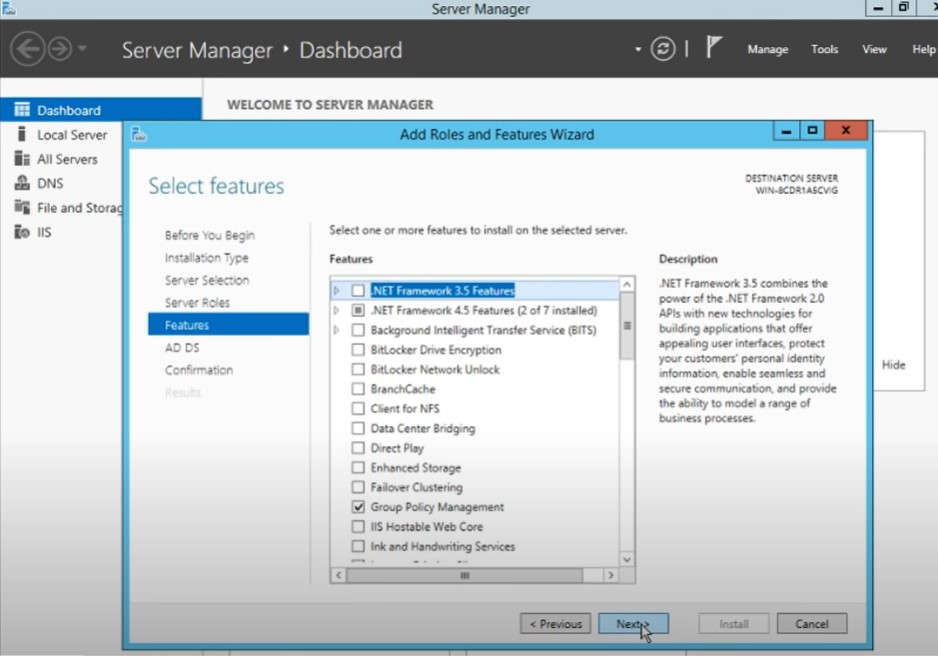 Server Manager
Server Manager ‣ Dashboard
Manage Tools View Help
Dashboard
Local Server
All Servers
DNS
File and Storag
IIS
WELCOME TO SERVER MANAGER
Add Roles and Features Wizard
Select features
DESTINATION SERVER
WIN-8CDR1A5CVIG
Before You Begin
Installation Type
Server Selection
Server Roles
Features
AD DS
Confirmation
Results
Select one or more features to install on the selected server.
Features
.NET Framework 3.5 Features
.NET Framework 4.5 Features (2 of 7 installed)
Background Intelligent Transfer Service (BITS)
BitLocker Drive Encryption
BitLocker Network Unlock
BranchCache
Client for NFS
Data Center Bridging
Direct Play
Enhanced Storage
Failover Clustering
Group Policy Management
IIS Hostable Web Core
Ink and Handwriting Services
Description
.NET Framework 3.5 combines the
power of the .NET Framework 2.0
APIs with new technologies for
building applications that offer
appealing user interfaces, protect
your customers' personal identity
information, enable seamless and
secure communication, and provide
the ability to model a range of
business processes.
Hide
< Previous
Next >
Install
Cancel